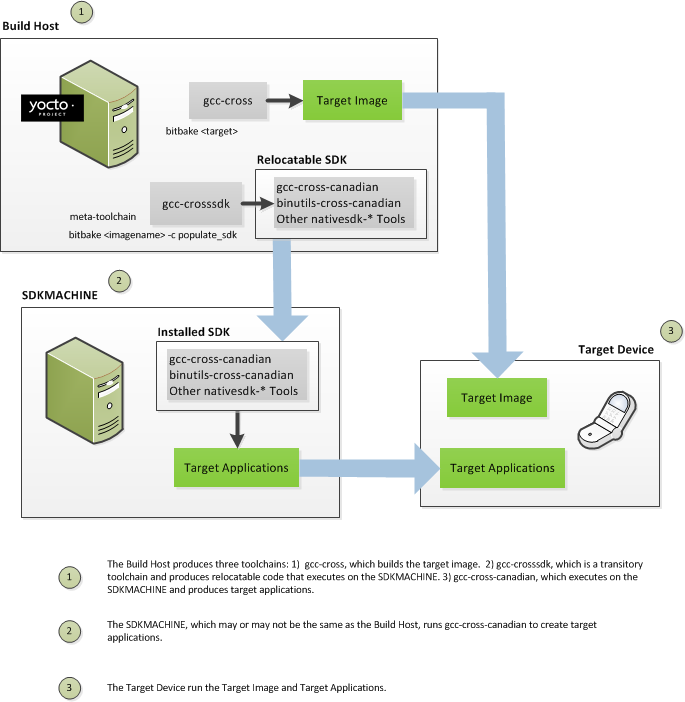 1
Build Host
yocto ·
PROJECT
gcc-cross
Target Image
bitbake <target>
Relocatable SDK
gcc-crosssdk
gcc-cross-canadian
binutils-cross-canadian
Other nativesdk-* Tools
meta-toolchain
bitbake <imagename> -c populate_sdk
2
SDKMACHINE
Installed SDK
gcc-cross-canadian
binutils-cross-canadian
Other nativesdk-* Tools
Target Applications
3
Target Device
Target Image
Target Applications
1
The Build Host produces three toolchains: 1) gcc-cross, which builds the target image. 2) gcc-crosssdk, which is a transitory
toolchain and produces relocatable code that executes on the SDKMACHINE. 3) gcc-cross-canadian, which executes on the
SDKMACHINE and produces target applications.
2
The SDKMACHINE, which may or may not be the same as the Build Host, runs gcc-cross-canadian to create target
applications.
3
The Target Device run the Target Image and Target Applications.